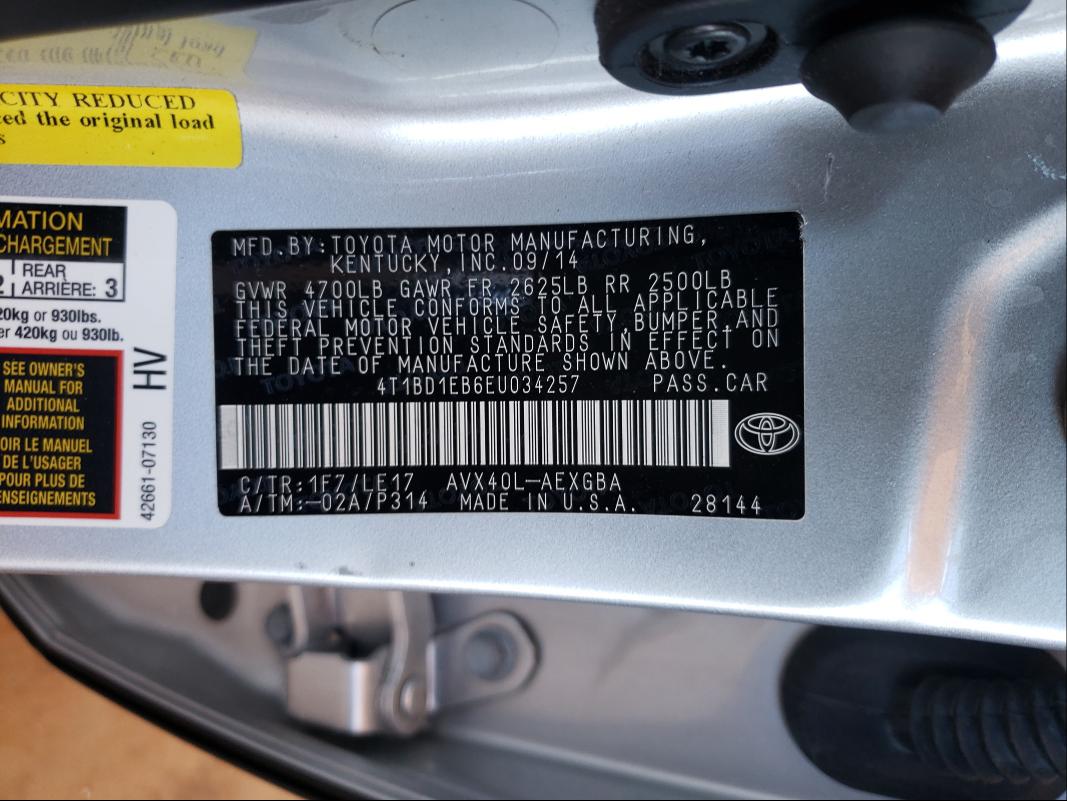 CITY REDUCED
ced the original load
s
MATION
CHARGEMENT
2 REAR
ARRIÈRE: 3
20kg or 930lbs.
er 420kg ou 930lb.
SEE OWNER'S
MANUAL FOR
ADDITIONAL
INFORMATION
OIR LE MANUEL
DE L'USAGER
POUR PLUS DE
ENSEIGNEMENTS
HV
42661-07130
MFD.BY:TOYOTA MOTOR MANUFACTURING,
KENTUCKY,INC.09/14
GVWR 4700LB GAWR FR 2625LB RR 2500LB
THIS VEHICLE CONFORMS TO ALL APPLICABLE
FEDERAL MOTOR VEHICLE SAFETY,BUMPER,AND
THEFT PREVENTION STANDARDS IN EFFECT ON
THE DATE OF MANUFACTURE SHOWN ABOVE.
4T1BD1EB6EU034257 PASS.CAR
C/TR:1F7/LE17 AVX40L-AEXGBA
A/TM:-02A/P314 MADE IN U.S.A. 28144